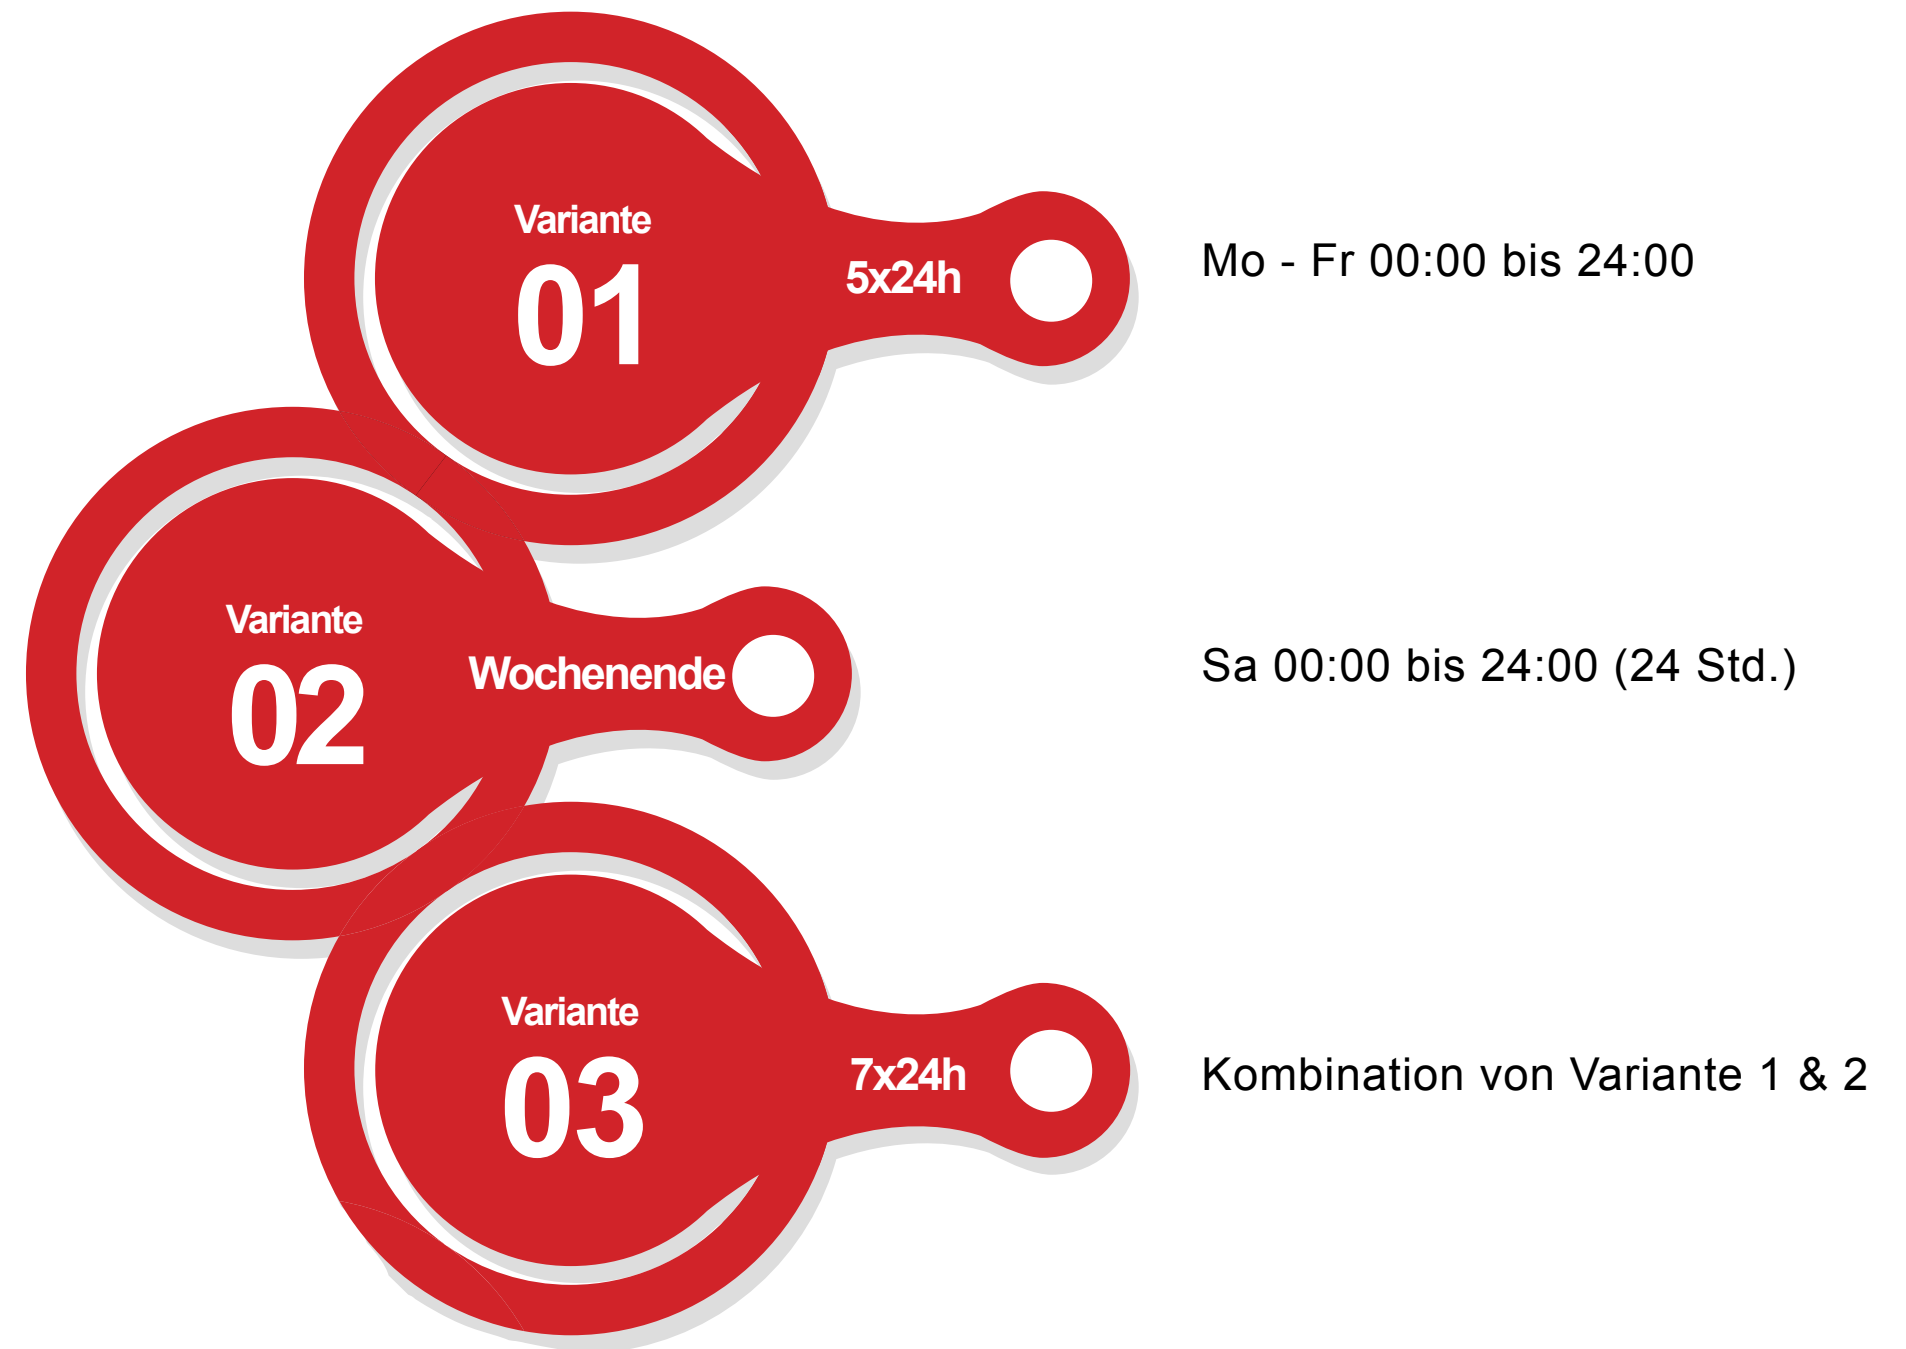 Variante
01
5x24h
Mo - Fr 00:00 bis 24:00
Variante
02
Wochenende
Sa 00:00 bis 24:00 (24 Std.)
Variante
03
7x24h
Kombination von Variante 1 & 2